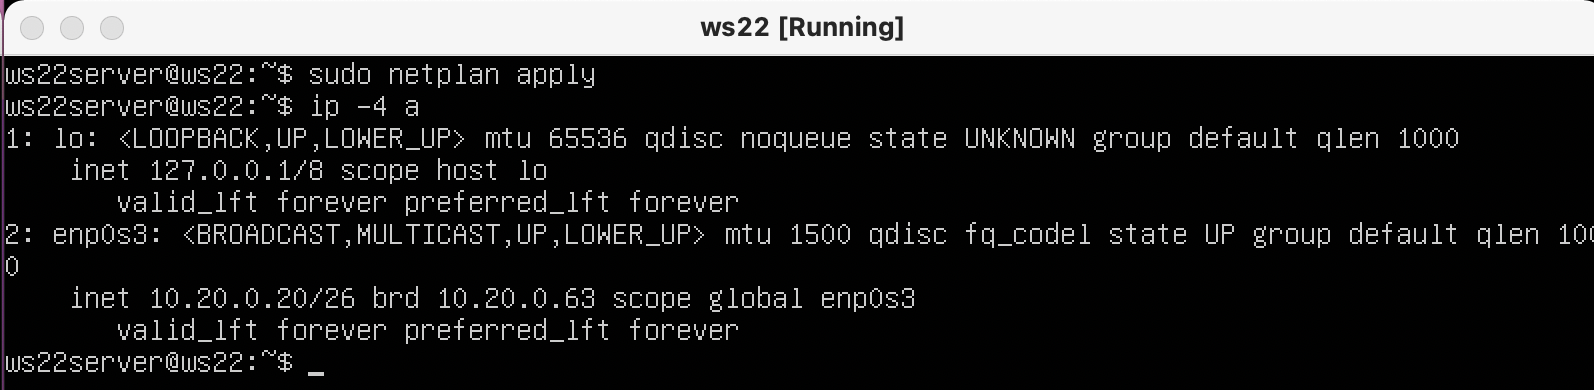 ws22 [Running]
ws22server@ws22:~$ sudo netplan apply
ws22server@ws22:~$ ip -4 a
1: lo: <LOOPBACK,UP,LOWER_UP> mtu 65536 qdisc noqueue state UNKNOWN group default qlen 1000
inet 127.0.0.1/8 scope host lo
valid_lft forever preferred_lft forever
2: enp0s3: <BROADCAST,MULTICAST,UP,LOWER_UP> mtu 1500 qdisc fq_codel state UP group default qlen 100
0
inet 10.20.0.20/26 brd 10.20.0.63 scope global enp0s3
valid_lft forever preferred_lft forever
ws22server@ws22:~$ _